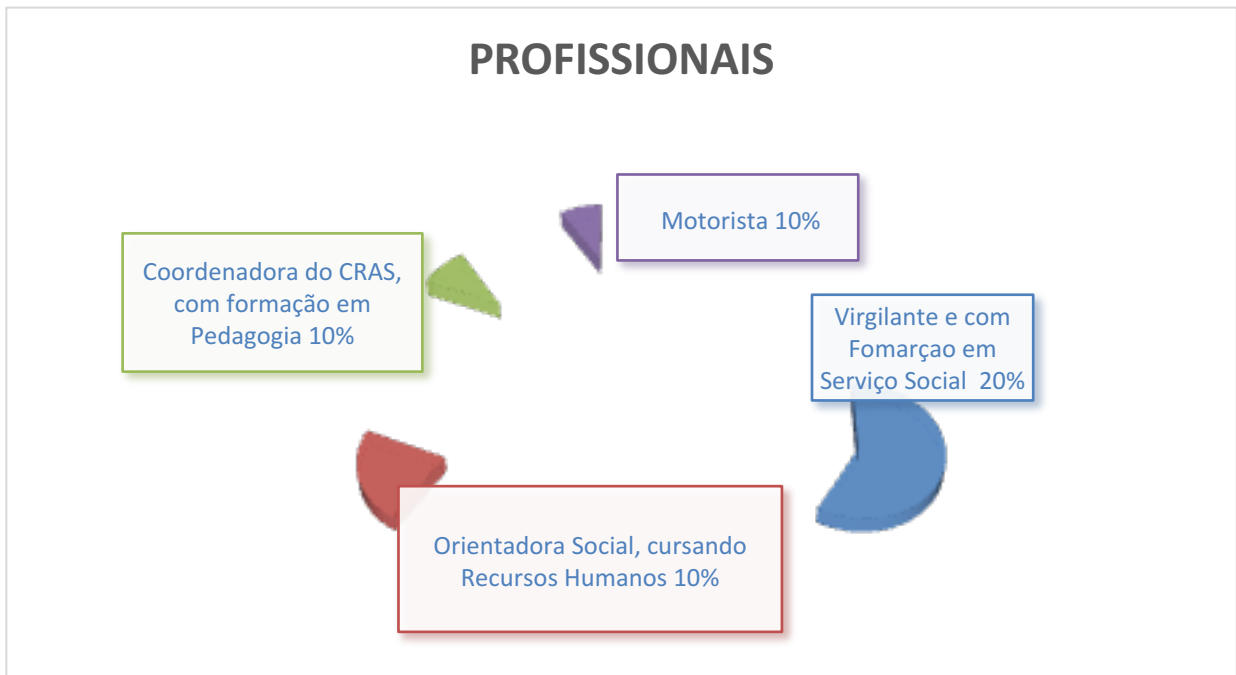 PROFISSIONAIS
Motorista 10%
Coordenadora do CRAS,
com formação em
Pedagogia 10%
Virgilante e com
Fomarçao em
Serviço Social  20%
Orientadora Social, cursando
Recursos Humanos 10%